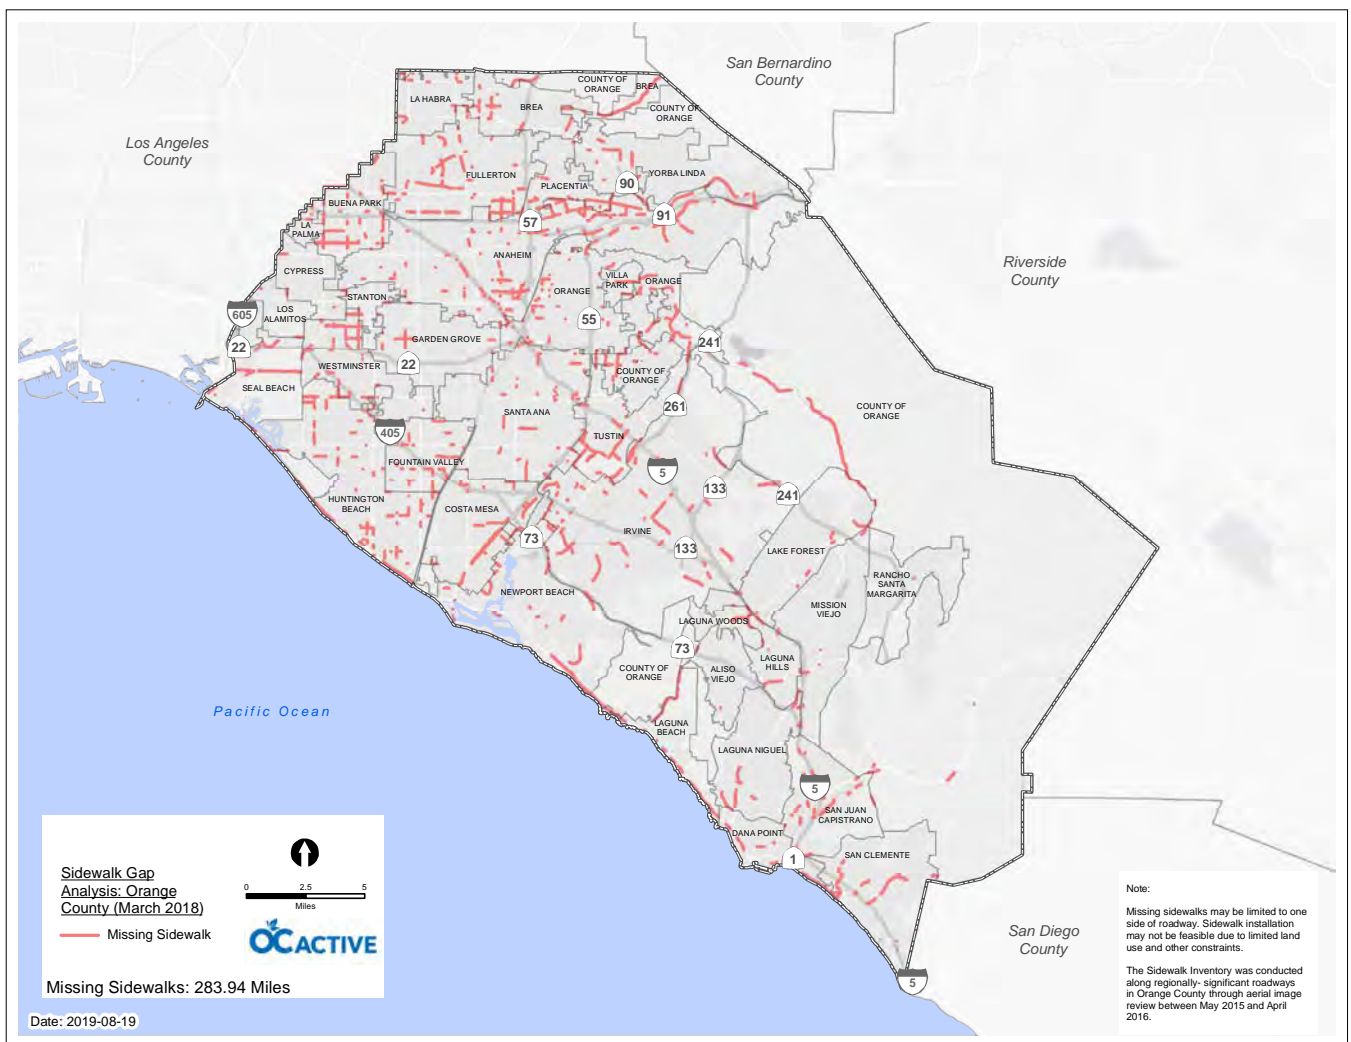 San Bernardino
County
COUNTY OF
ORANGE
BREA
LA HABRA
BREA
COUNTY OF
ORANGE
Los Angeles
County
FULLERTON
PLACENTIA
90
YORBA LINDA
BUENA PARK
57
91
LA
PALMA
ANAHEIM
Riverside
County
CYPRESS
VILLA
PARK
ORANGE
ORANGE
STANTON
LOS
ALAMITOS
605
55
22
GARDEN GROVE
241
WESTMINSTER
22
COUNTY OF
ORANGE
SEAL BEACH
261
COUNTY OF
ORANGE
SANTA ANA
405
TUSTIN
FOUNTAIN VALLEY
5
133
241
HUNTINGTON
BEACH
COSTA MESA
IRVINE
73
133
LAKE FOREST
RANCHO
SANTA
MARGARITA
NEWPORT BEACH
MISSION
VIEJO
LAGUNA WOODS
73
LAGUNA
HILLS
COUNTY OF
ORANGE
ALISO
VIEJO
Pacific Ocean
LAGUNA
BEACH
LAGUNA NIGUEL
5
SAN JUAN
CAPISTRANO
DANA POINT
1
SAN CLEMENTE
San Diego
County
5
Sidewalk Gap
Analysis: Orange
County (March 2018)
0 2.5 5
Miles
Missing Sidewalk
OC ACTIVE
Missing Sidewalks: 283.94 Miles
Date: 2019-08-19
Note:
Missing sidewalks may be limited to one
side of roadway. Sidewalk installation
may not be feasible due to limited land
use and other constraints.
The Sidewalk Inventory was conducted
along regionally- significant roadways
in Orange County through aerial image
review between May 2015 and April
2016.